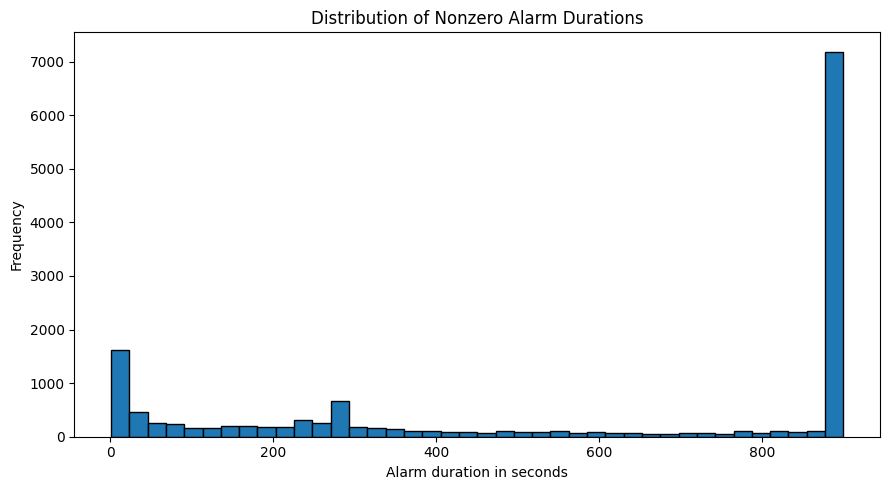 Distribution of Nonzero Alarm Durations
7000
6000
5000
4000
3000
2000
1000
0
Frequency
0 200 400 600 800
Alarm duration in seconds